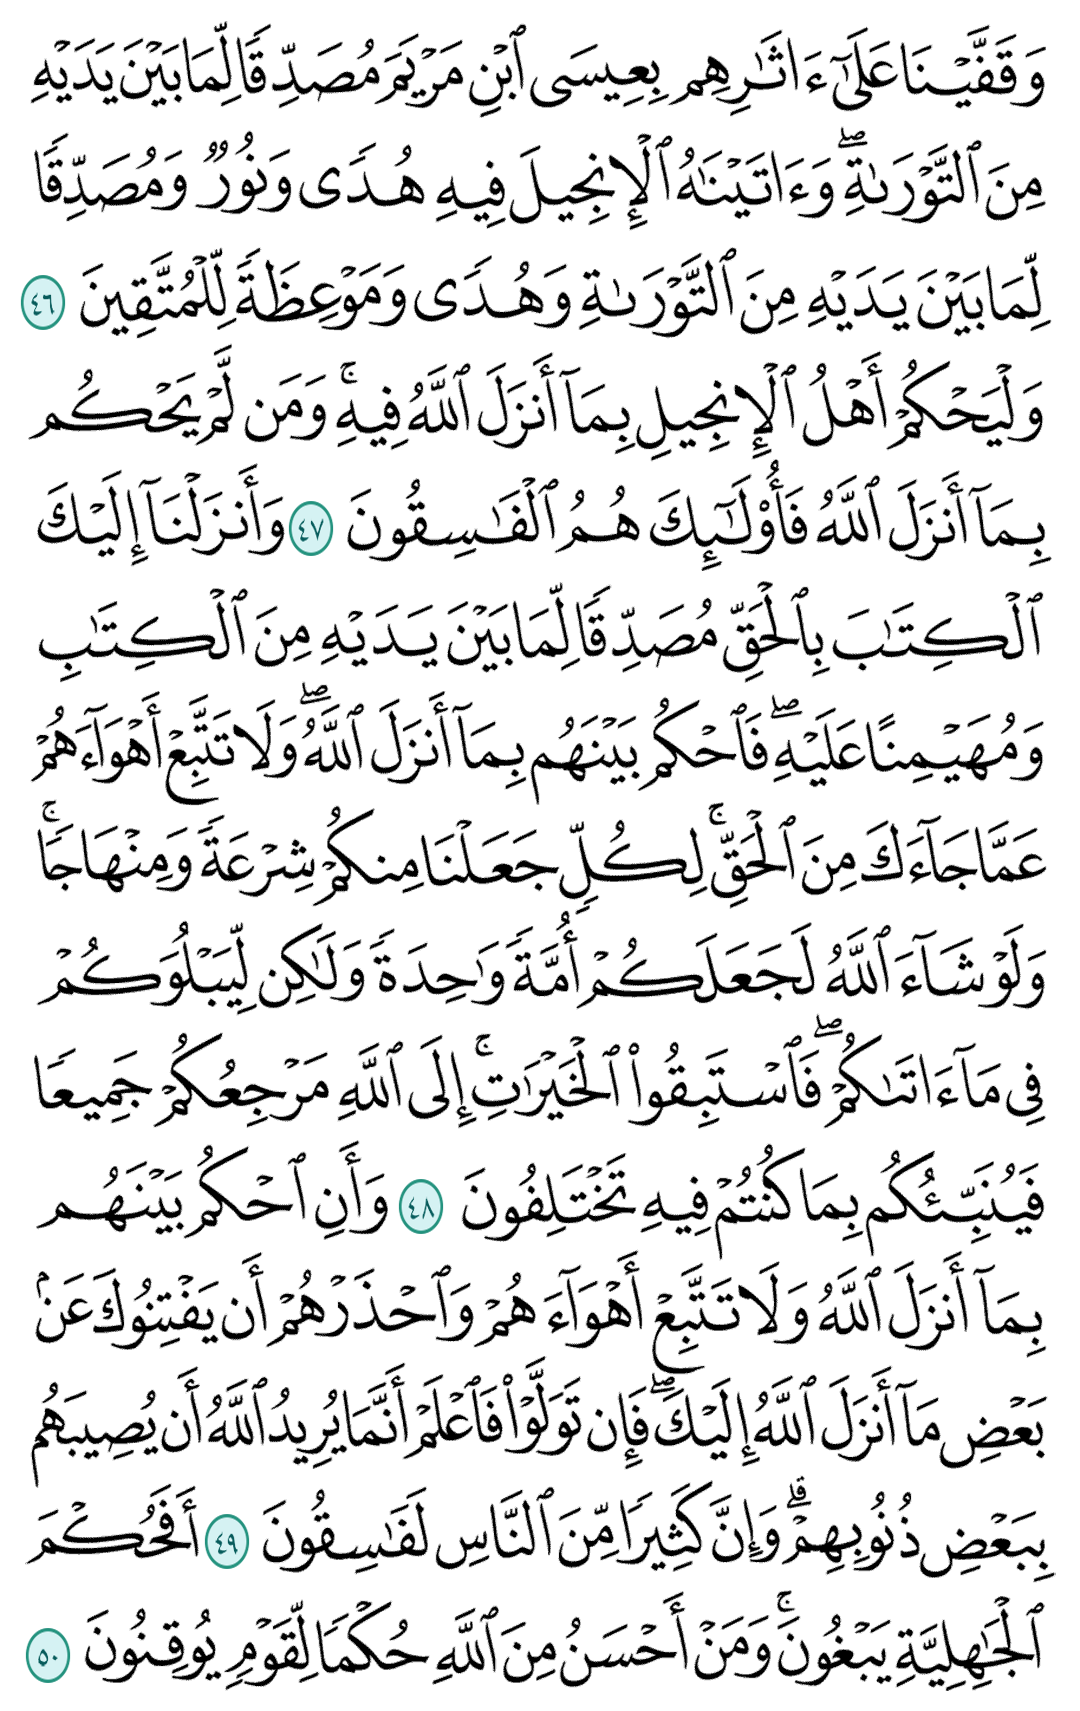 وَقَفَّيْنَا عَلَىٰٓ ءَاثَـٰرِهِم بِعِيسَى ٱبْنِ مَرْيَمَ مُصَدِّقًا لِّمَا بَيْنَ يَدَيْهِ
مِنَ ٱلتَّوْرَىٰةِ ۖ وَءَاتَيْنَـٰهُ ٱلْإِنجِيلَ فِيهِ هُدًى وَنُورٌ وَمُصَدِّقًا
لِّمَا بَيْنَ يَدَيْهِ مِنَ ٱلتَّوْرَىٰةِ وَهُدًى وَمَوْعِظَةً لِّلْمُتَّقِينَ ٤٦
وَلْيَحْكُمْ أَهْلُ ٱلْإِنجِيلِ بِمَآ أَنزَلَ ٱللَّهُ فِيهِ ۚ وَمَن لَّمْ يَحْكُم
بِمَآ أَنزَلَ ٱللَّهُ فَأُو۟لَـٰٓئِكَ هُمُ ٱلْفَـٰسِقُونَ ٤٧ وَأَنزَلْنَآ إِلَيْكَ
ٱلْكِتَـٰبَ بِٱلْحَقِّ مُصَدِّقًا لِّمَا بَيْنَ يَدَيْهِ مِنَ ٱلْكِتَـٰبِ
وَمُهَيْمِنًا عَلَيْهِ ۖ فَٱحْكُم بَيْنَهُم بِمَآ أَنزَلَ ٱللَّهُ ۖ وَلَا تَتَّبِعْ أَهْوَآءَهُمْ
عَمَّا جَآءَكَ مِنَ ٱلْحَقِّ ۚ لِكُلٍّ جَعَلْنَا مِنكُمْ شِرْعَةً وَمِنْهَاجًا ۚ
وَلَوْ شَآءَ ٱللَّهُ لَجَعَلَكُمْ أُمَّةً وَٰحِدَةً وَلَـٰكِن لِّيَبْلُوَكُمْ
فِى مَآ ءَاتَىٰكُمْ ۖ فَٱسْتَبِقُوا۟ ٱلْخَيْرَٰتِ ۚ إِلَى ٱللَّهِ مَرْجِعُكُمْ جَمِيعًا
فَيُنَبِّئُكُم بِمَا كُنتُمْ فِيهِ تَخْتَلِفُونَ ٤٨ وَأَنِ ٱحْكُم بَيْنَهُم
بِمَآ أَنزَلَ ٱللَّهُ وَلَا تَتَّبِعْ أَهْوَآءَهُمْ وَٱحْذَرْهُمْ أَن يَفْتِنُوكَ عَنۢ
بَعْضِ مَآ أَنزَلَ ٱللَّهُ إِلَيْكَ ۖ فَإِن تَوَلَّوْا۟ فَٱعْلَمْ أَنَّمَا يُرِيدُ ٱللَّهُ أَن يُصِيبَهُم
بِبَعْضِ ذُنُوبِهِمْ ۗ وَإِنَّ كَثِيرًا مِّنَ ٱلنَّاسِ لَفَـٰسِقُونَ ٤٩ أَفَحُكْمَ
ٱلْجَـٰهِلِيَّةِ يَبْغُونَ ۚ وَمَنْ أَحْسَنُ مِنَ ٱللَّهِ حُكْمًا لِّقَوْمٍ يُوقِنُونَ ٥٠